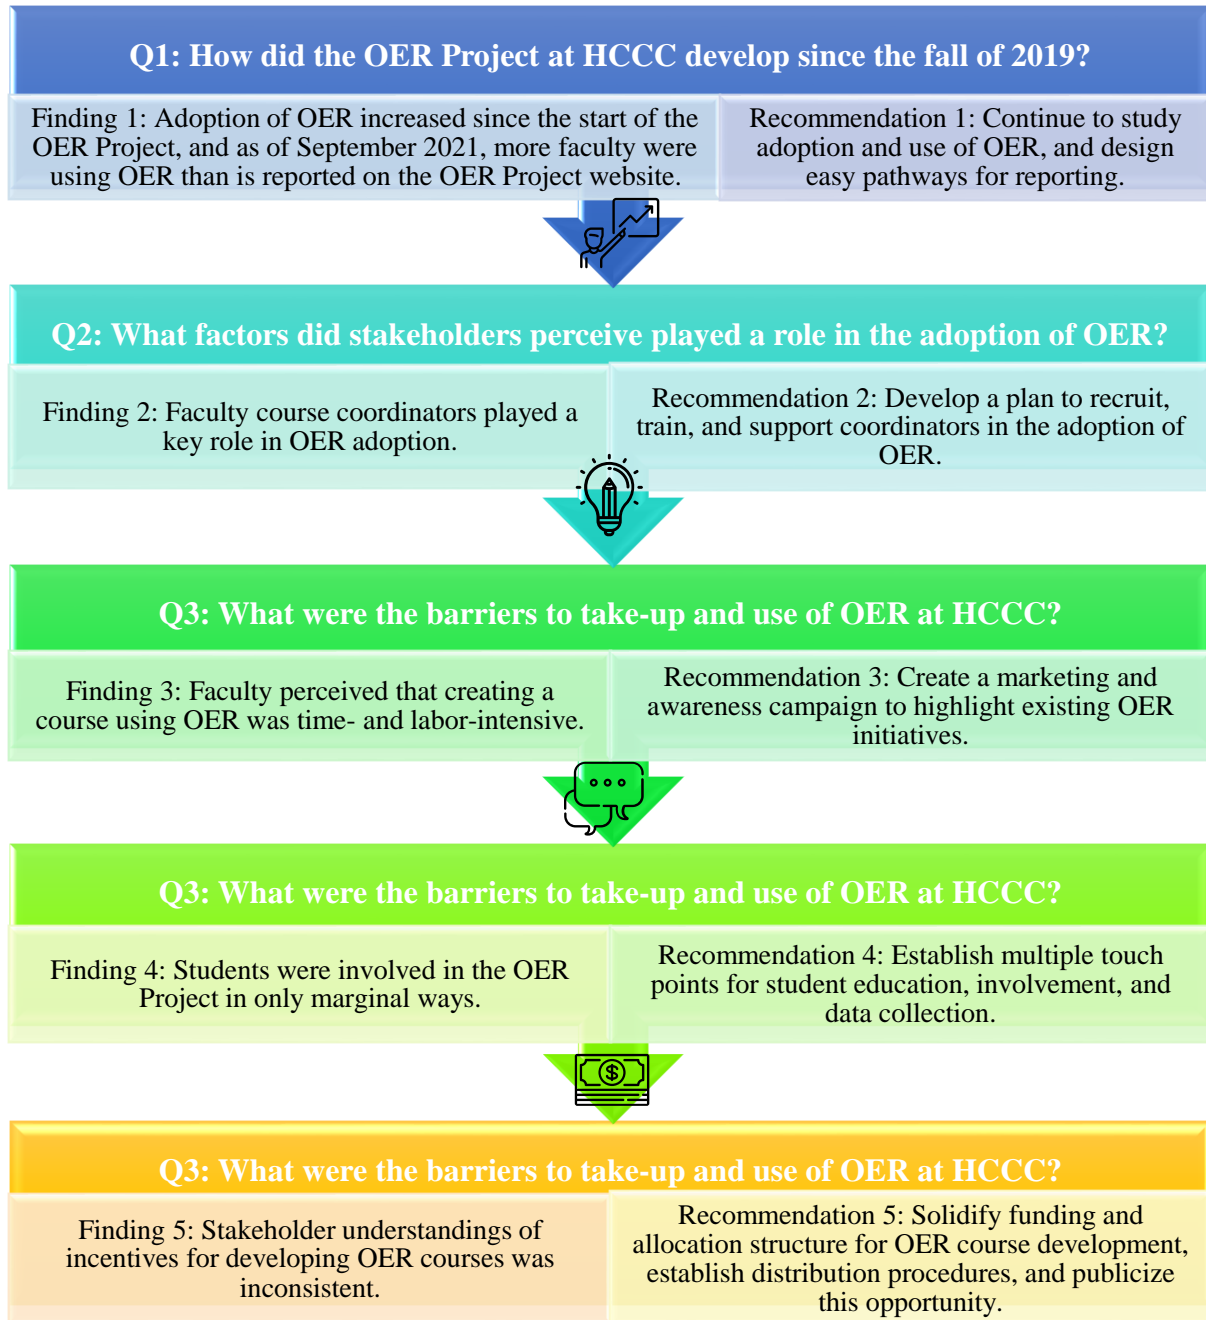 Q1: How did the OER Project at HCCC develop since the fall of 2019?
Finding 1: Adoption of OER increased since the start of the
OER Project, and as of September 2021, more faculty were
using OER than is reported on the OER Project website.
Recommendation 1: Continue to study
adoption and use of OER, and design
easy pathways for reporting.
Q2: What factors did stakeholders perceive played a role in the adoption of OER?
Finding 2: Faculty course coordinators played a
key role in OER adoption.
Recommendation 2: Develop a plan to recruit,
train, and support coordinators in the adoption of
OER.
Q3: What were the barriers to take-up and use of OER at HCCC?
Finding 3: Faculty perceived that creating a
course using OER was time- and labor-intensive.
Recommendation 3: Create a marketing and
awareness campaign to highlight existing OER
initiatives.
Q3: What were the barriers to take-up and use of OER at HCCC?
Finding 4: Students were involved in the OER
Project in only marginal ways.
Recommendation 4: Establish multiple touch
points for student education, involvement, and
data collection.
$
Q3: What were the barriers to take-up and use of OER at HCCC?
Finding 5: Stakeholder understandings of
incentives for developing OER courses was
inconsistent.
Recommendation 5: Solidify funding and
allocation structure for OER course development,
establish distribution procedures, and publicize
this opportunity.